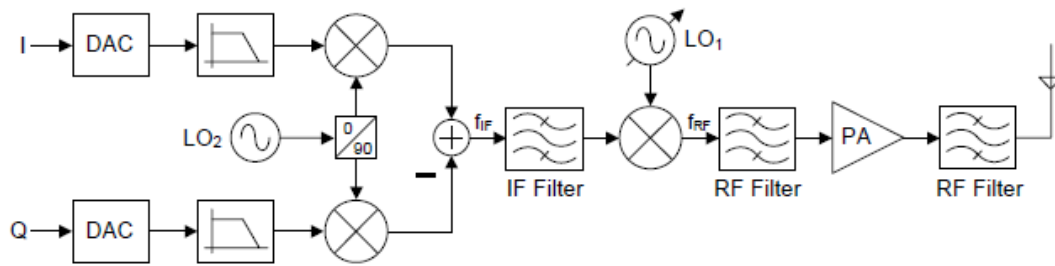 I
DAC
LO₁
LO₂
0
90
f_IF
f_RF
PA
IF Filter
RF Filter
RF Filter
Q
DAC